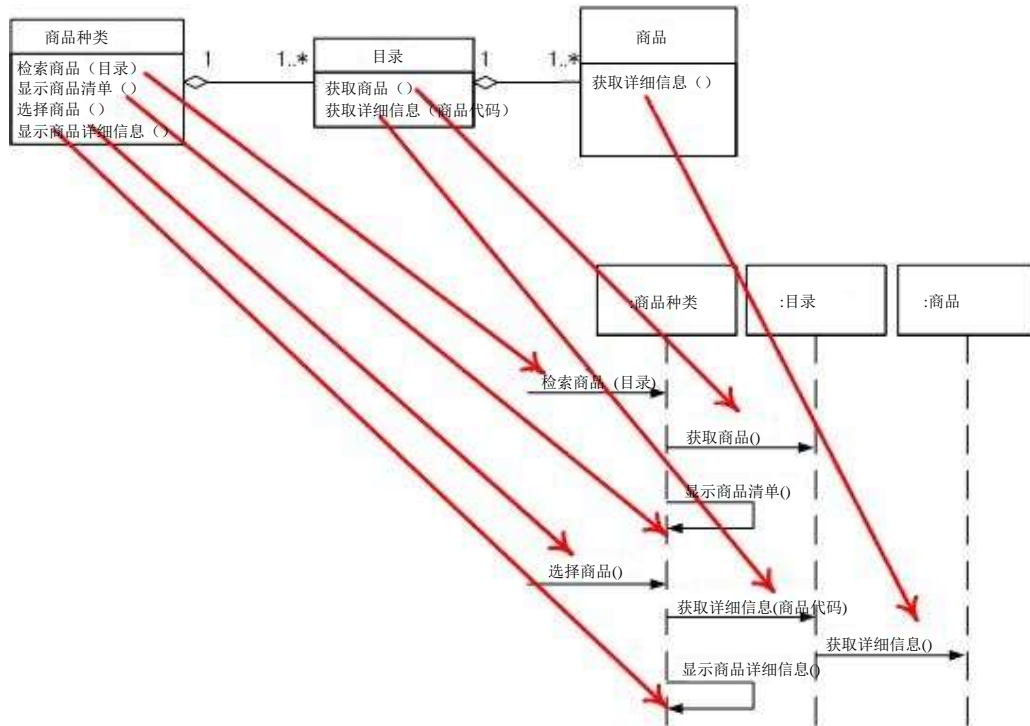 商品种类
检索商品（目录）
显示商品清单（）
选择商品（）
显示商品详细信息（）
1
1..*
目录
获取商品（）
获取详细信息（商品代码）
1
1..*
商品
获取详细信息（）
:商品种类
:目录
:商品
检索商品 (目录)
获取商品()
显示商品清单()
选择商品()
获取详细信息(商品代码)
获取详细信息()
显示商品详细信息()